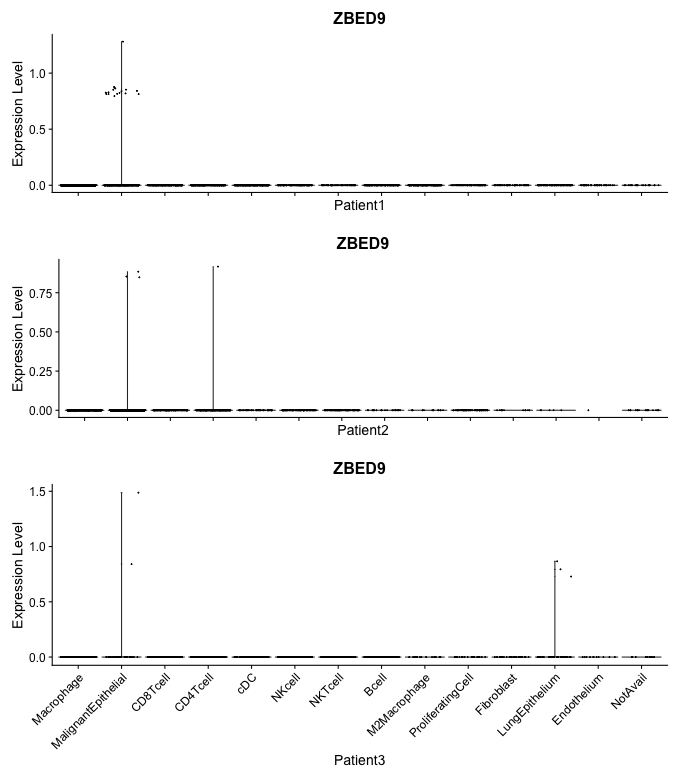 ZBED9
Expression Level
1.0
0.5
0.0
Patient1
ZBED9
Expression Level
0.75
0.50
0.25
0.00
Patient2
ZBED9
Expression Level
1.5
1.0
0.5
0.0
Macrophage
MalignantEpithelial
CD8Tcell
CD4Tcell
cDC
NKcell
NKTcell
Bcell
M2Macrophage
ProliferatingCell
Fibroblast
LungEpithelium
Endothelium
NotAvail
Patient3